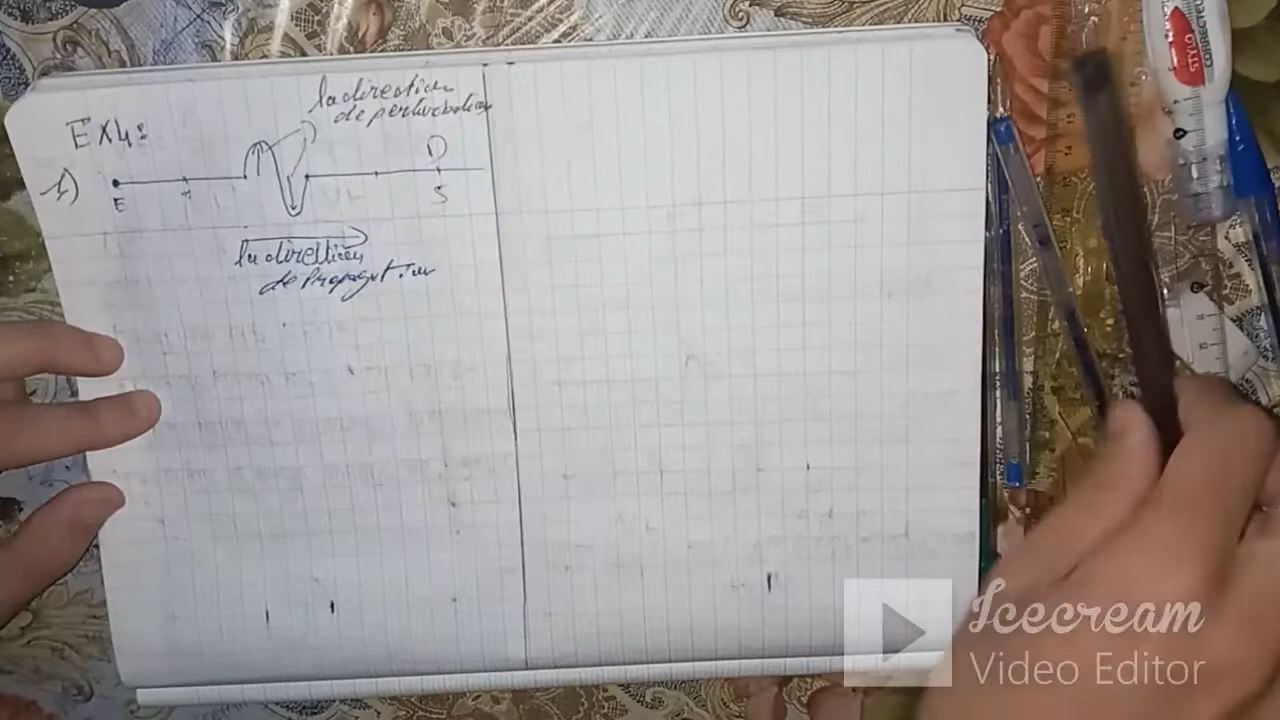 EX4:
la direction
de perturbation
1)
E
D
S
la direction
de propagation
STYLO
CORRECTEUR
Icecream
Video Editor